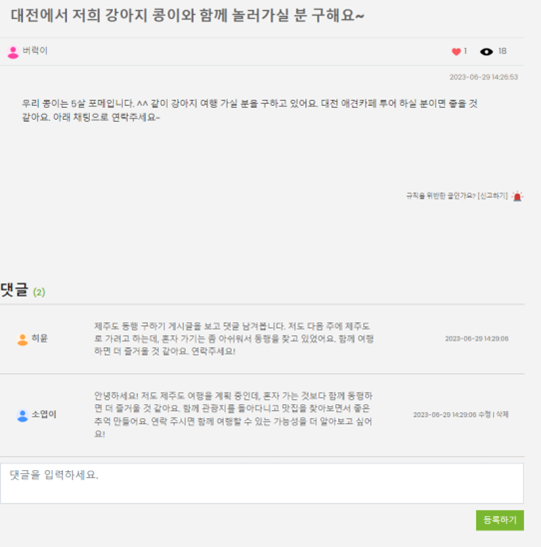 대전에서 저희 강아지 콩이와 함께 놀러가실 분 구해요~
버럭이
1
18
2023-06-29 14:26:53
우리 콩이는 5살 포메입니다. ^^ 같이 강아지 여행 가실 분을 구하고 있어요. 대전 애견카페 투어 하실 분이면 좋을 것
같아요. 아래 채팅으로 연락주세요~
규칙을 위반한 글인가요? [신고하기]
댓글 (2)
제주도 동행 구하기 게시글을 보고 댓글 남겨봅니다. 저도 다음 주에 제주도
로 가려고 하는데, 혼자 가기는 좀 아쉬워서 동행을 찾고 있었어요. 함께 여행
하면 더 즐거울 것 같아요. 연락주세요!
히윤
2023-06-29 14:29:06
안녕하세요! 저도 제주도 여행을 계획 중인데, 혼자 가는 것보다 함께 동행하
면 더 즐거울 것 같아요. 함께 관광지를 돌아다니고 맛집을 찾아보면서 좋은
추억 만들어요. 연락 주시면 함께 여행할 수 있는 가능성을 더 알아보고 싶어
요!
소엽이
2023-06-29 14:29:06 수정 | 삭제
댓글을 입력하세요.
등록하기